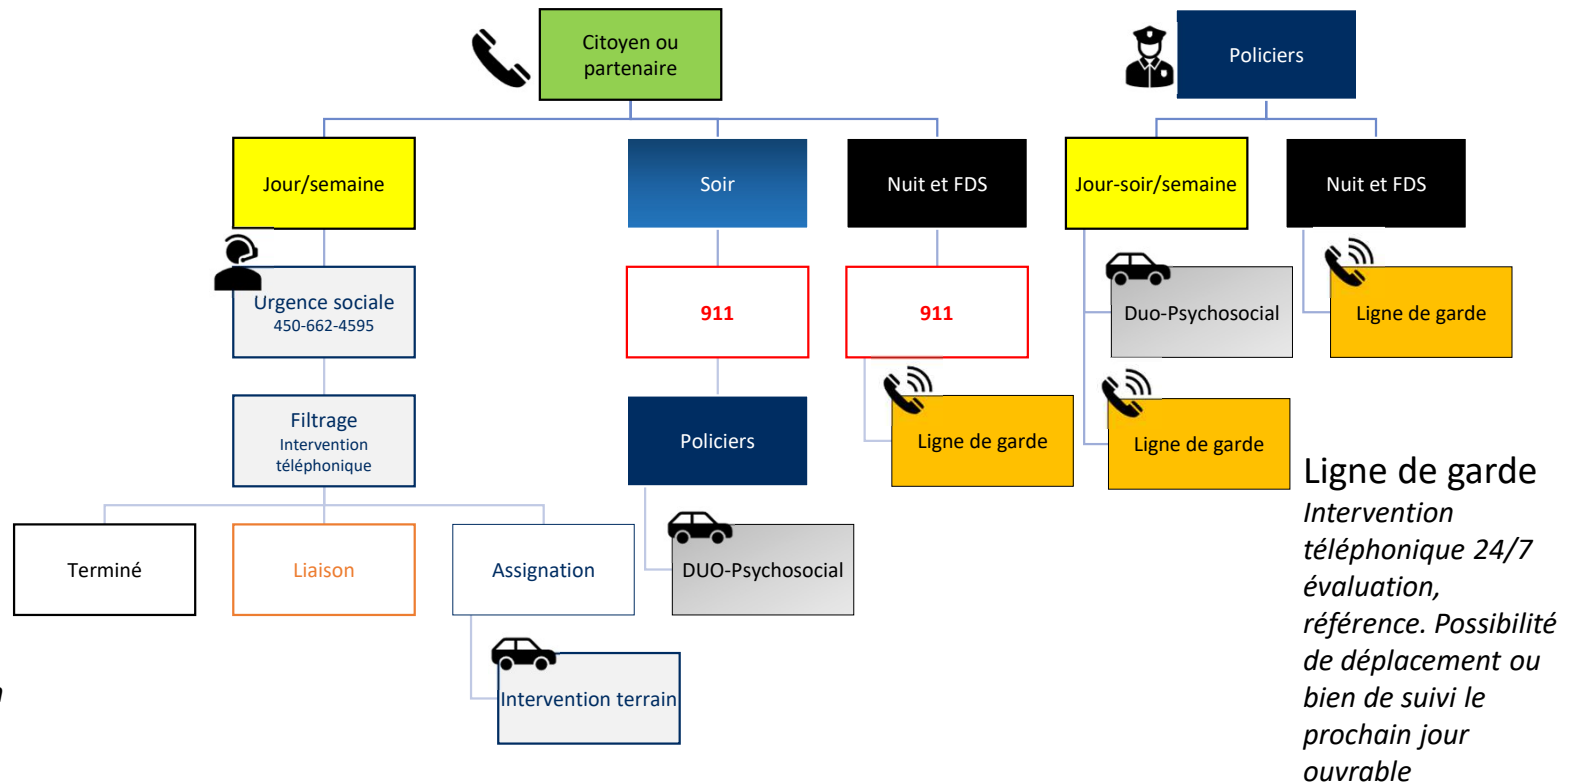 Citoyen ou
partenaire
Policiers
Jour/semaine
Soir
Nuit et FDS
Jour-soir/semaine
Nuit et FDS
Urgence sociale
450-662-4595
911
911
Duo-Psychosocial
Ligne de garde
Filtrage
Intervention
téléphonique
Policiers
Ligne de garde
Ligne de garde
Terminé
Liaison
Assignation
DUO-Psychosocial
Intervention terrain
Ligne de garde
Intervention
téléphonique 24/7
évaluation,
référence. Possibilité
de déplacement ou
bien de suivi le
prochain jour
ouvrable